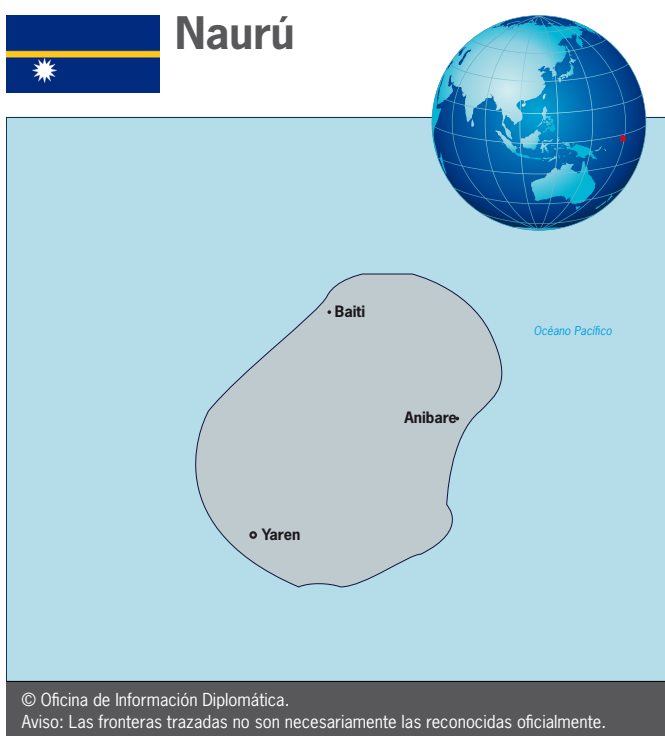 Naurú
Baiti
Océano Pacífico
Anibare
Yaren
© Oficina de Información Diplomática.
Aviso: Las fronteras trazadas no son necesariamente las reconocidas oficialmente.